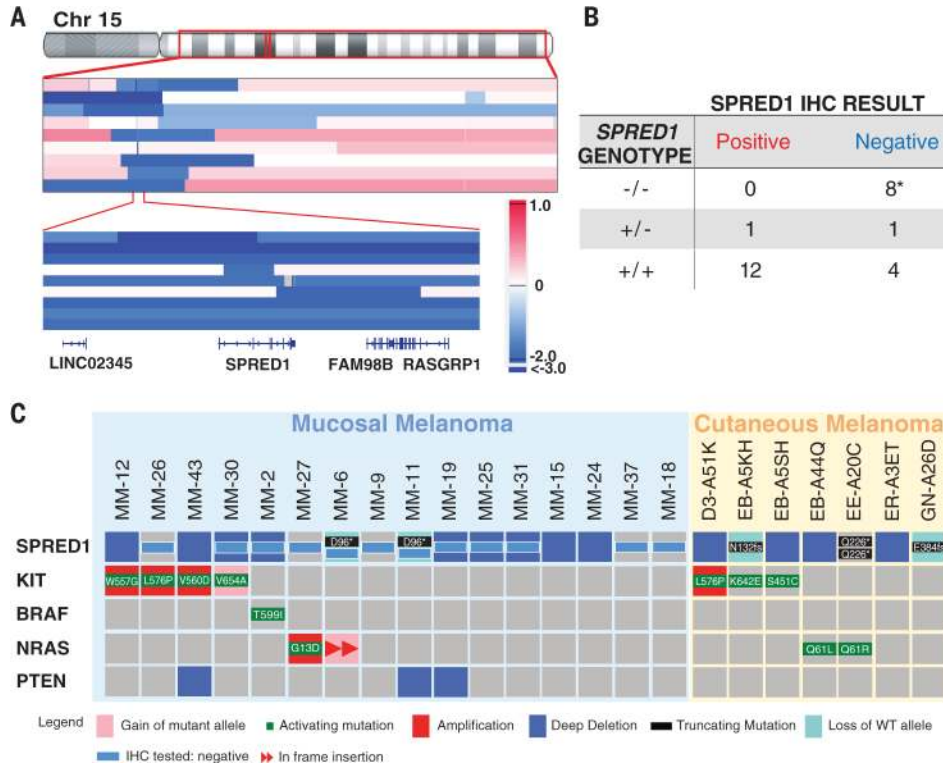 A
Chr 15
1.0
0
-2.0
<-3.0
LINC02345
SPRED1
FAM98B
RASGRP1
B
SPRED1 IHC RESULT
SPRED1
GENOTYPE
Positive
Negative
-/-
0
8*
+/-
1
1
+/+
12
4
C
Mucosal Melanoma
Cutaneous Melanoma
MM-12
MM-26
MM-43
MM-30
MM-2
MM-27
MM-6
MM-9
MM-11
MM-19
MM-25
MM-31
MM-15
MM-24
MM-37
MM-18
D3-A51K
EB-A5KH
EB-A5SH
EB-A44Q
EE-A20C
ER-A3ET
GN-A26D
SPRED1
D96*
D96*
N132fs
Q226*
Q226*
E384fs
KIT
W557G
L576P
V560D
V654A
L576P
K642E
S451C
BRAF
T599I
NRAS
G13D
Q61L
Q61R
PTEN
Legend
Gain of mutant allele
Activating mutation
Amplification
Deep Deletion
Truncating Mutation
Loss of WT allele
IHC tested: negative
In frame insertion